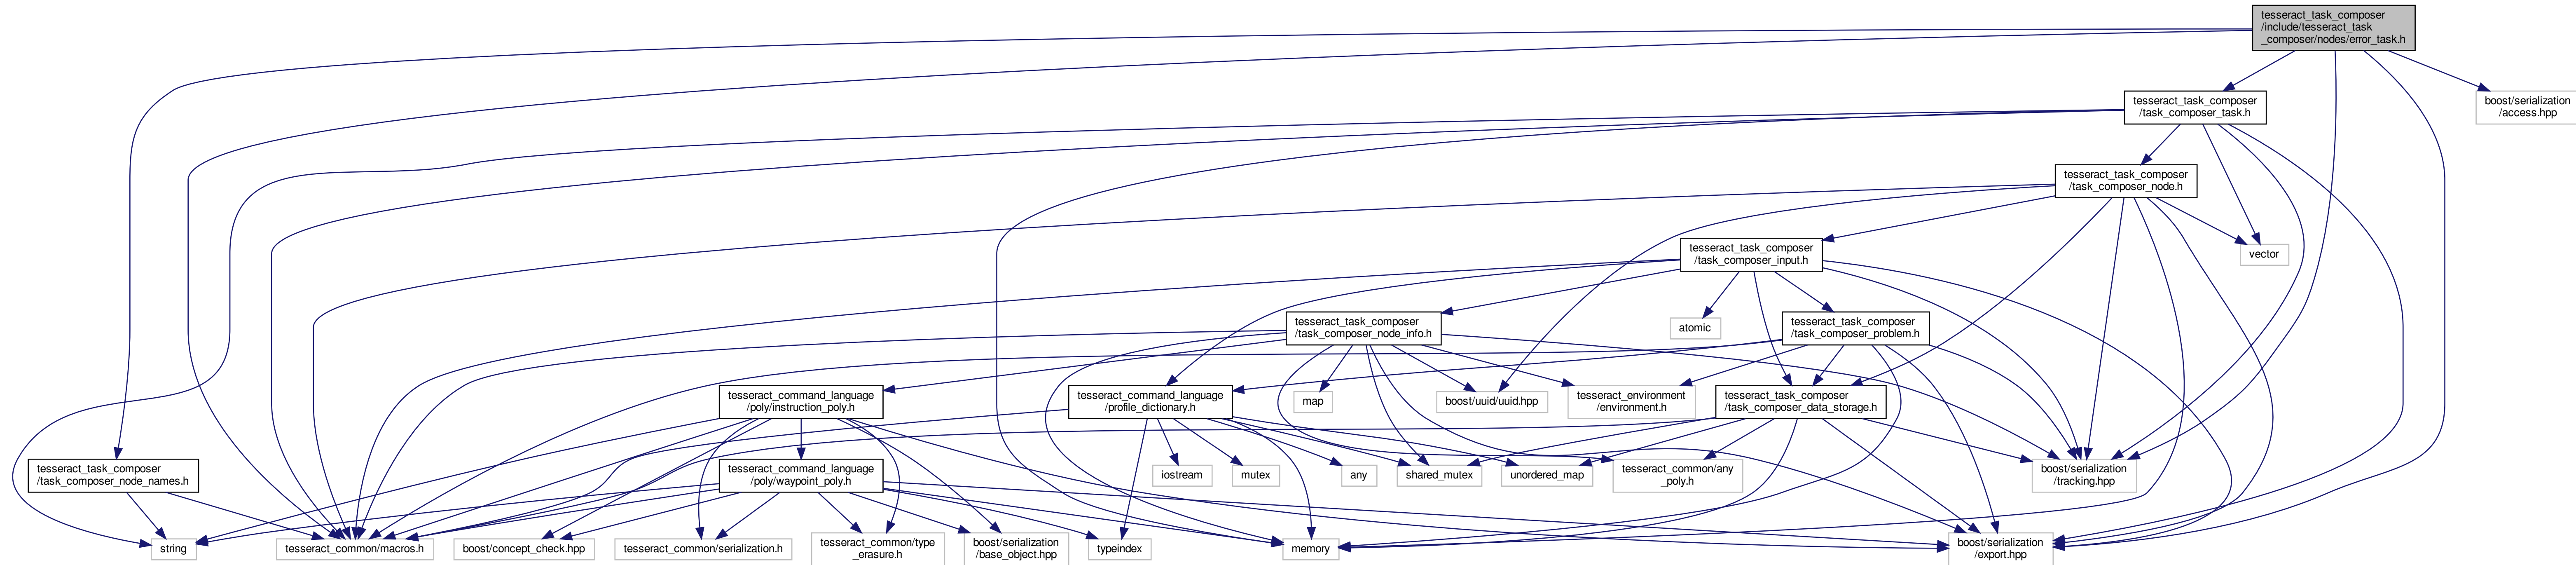 tesseract_task_composer
/include/tesseract_task
_composer/nodes/error_task.h
tesseract_task_composer
/task_composer_task.h
boost/serialization
/access.hpp
tesseract_task_composer
/task_composer_node.h
tesseract_task_composer
/task_composer_input.h
vector
tesseract_task_composer
/task_composer_node_info.h
atomic
tesseract_task_composer
/task_composer_problem.h
tesseract_command_language
/poly/instruction_poly.h
tesseract_command_language
/profile_dictionary.h
map
boost/uuid/uuid.hpp
tesseract_environment
/environment.h
tesseract_task_composer
/task_composer_data_storage.h
tesseract_task_composer
/task_composer_node_names.h
tesseract_command_language
/poly/waypoint_poly.h
iostream
mutex
any
shared_mutex
unordered_map
tesseract_common/any
_poly.h
boost/serialization
/tracking.hpp
string
tesseract_common/macros.h
boost/concept_check.hpp
tesseract_common/serialization.h
tesseract_common/type
_erasure.h
boost/serialization
/base_object.hpp
typeindex
memory
boost/serialization
/export.hpp